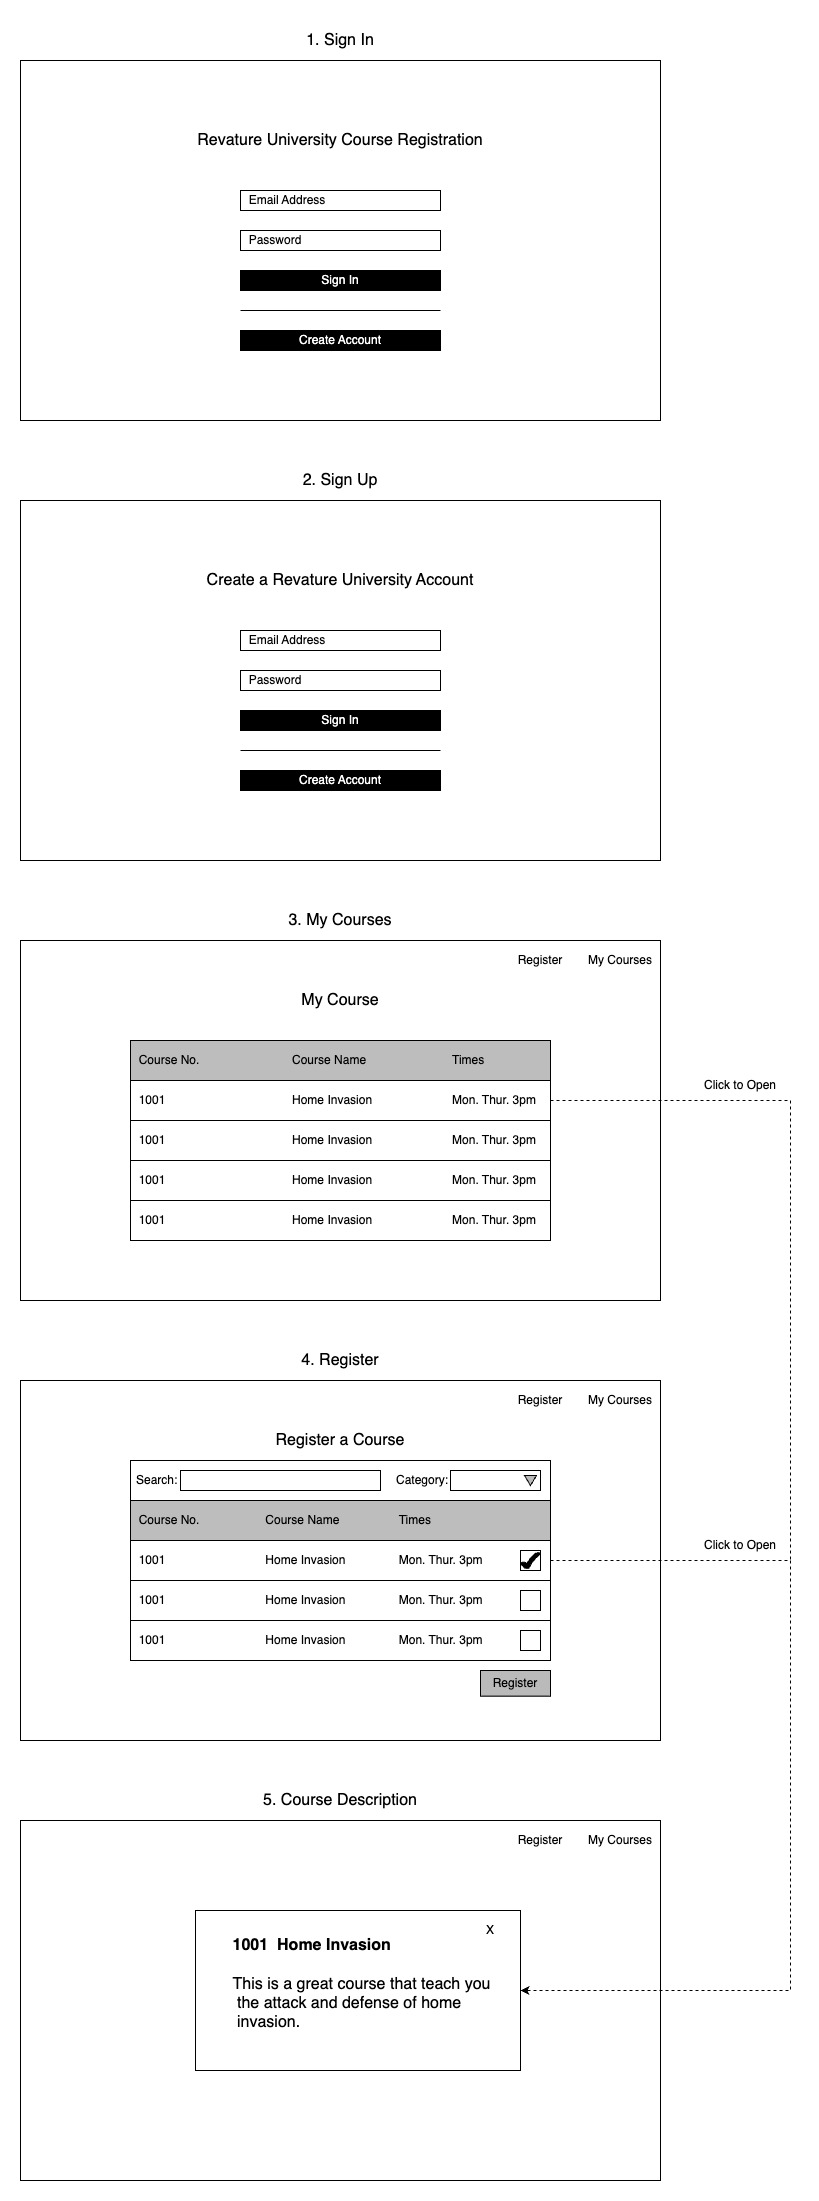 1. Sign In
Revature University Course Registration
Email Address
Password
Sign In
Create Account
2. Sign Up
Create a Revature University Account
Email Address
Password
Sign In
Create Account
3. My Courses
Register My Courses
My Course
Course No. Course Name Times
Click to Open
1001 Home Invasion Mon. Thur. 3pm
1001 Home Invasion Mon. Thur. 3pm
1001 Home Invasion Mon. Thur. 3pm
1001 Home Invasion Mon. Thur. 3pm
4. Register
Register My Courses
Register a Course
Search: Category:
Course No. Course Name Times
Click to Open
1001 Home Invasion Mon. Thur. 3pm
1001 Home Invasion Mon. Thur. 3pm
1001 Home Invasion Mon. Thur. 3pm
Register
5. Course Description
Register My Courses
X
1001 Home Invasion
This is a great course that teach you
the attack and defense of home
invasion.